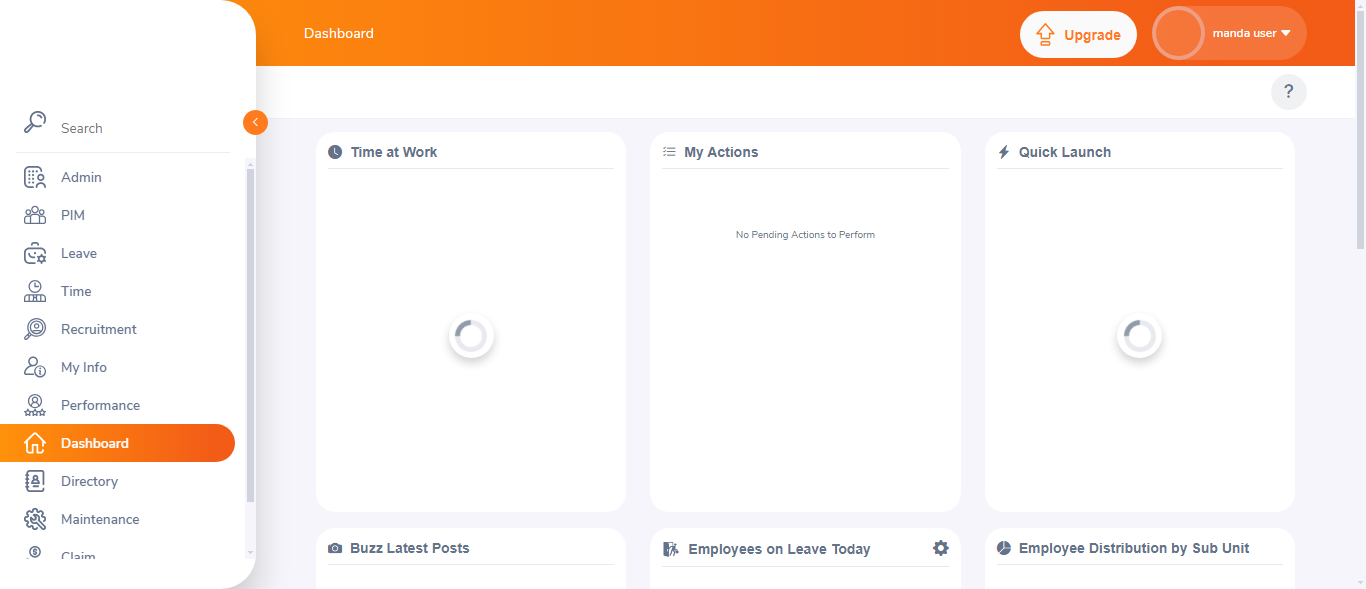 Dashboard
Upgrade
manda user
?
Search
Admin
PIM
Leave
Time
Recruitment
My Info
Performance
Dashboard
Directory
Maintenance
Claim
Time at Work
My Actions
Quick Launch
No Pending Actions to Perform
Buzz Latest Posts
Employees on Leave Today
Employee Distribution by Sub Unit